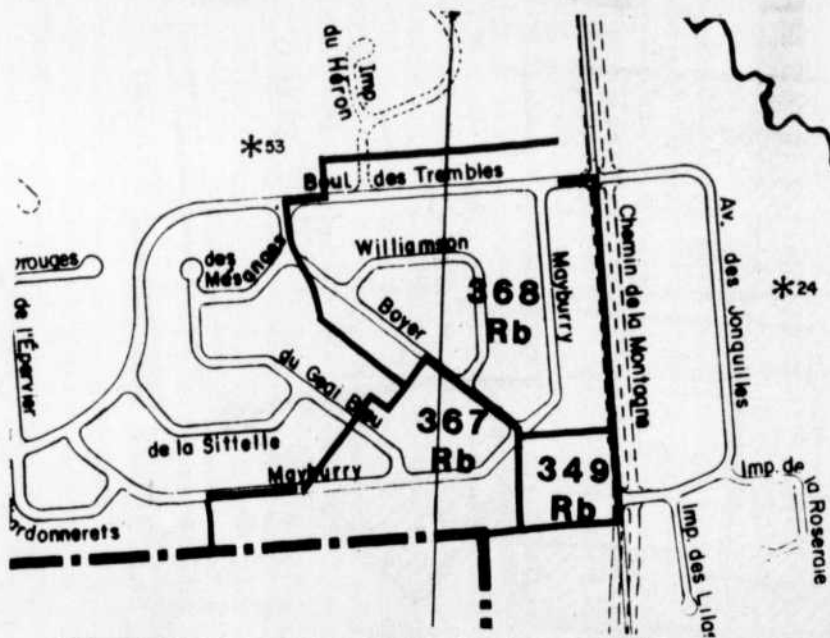 Imp.
du Héron
*53
Boul. des Trembles
des
Mésanges
Williamson
Boyer
368
Rb
Mayburry
Chemin de la Montagne
Av. des Jonquilles
*24
rouges
de l'Épervier
du Geai Bleu
367
Rb
349
Rb
de la Sittelle
Mayburry
ordonnerets
Imp. de la Roseraie
Imp. des Lilas